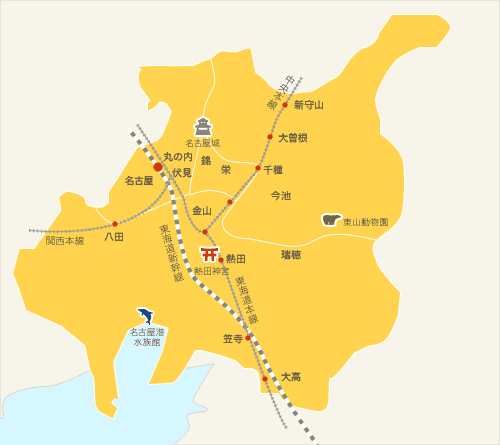 中央本線
新守山
大曽根
名古屋城
丸の内
錦
栄
千種
伏見
名古屋
今池
金山
東山動物園
八田
関西本線
東海道新幹線
瑞穂
熱田
熱田神宮
東海道本線
名古屋港
水族館
笠寺
大高